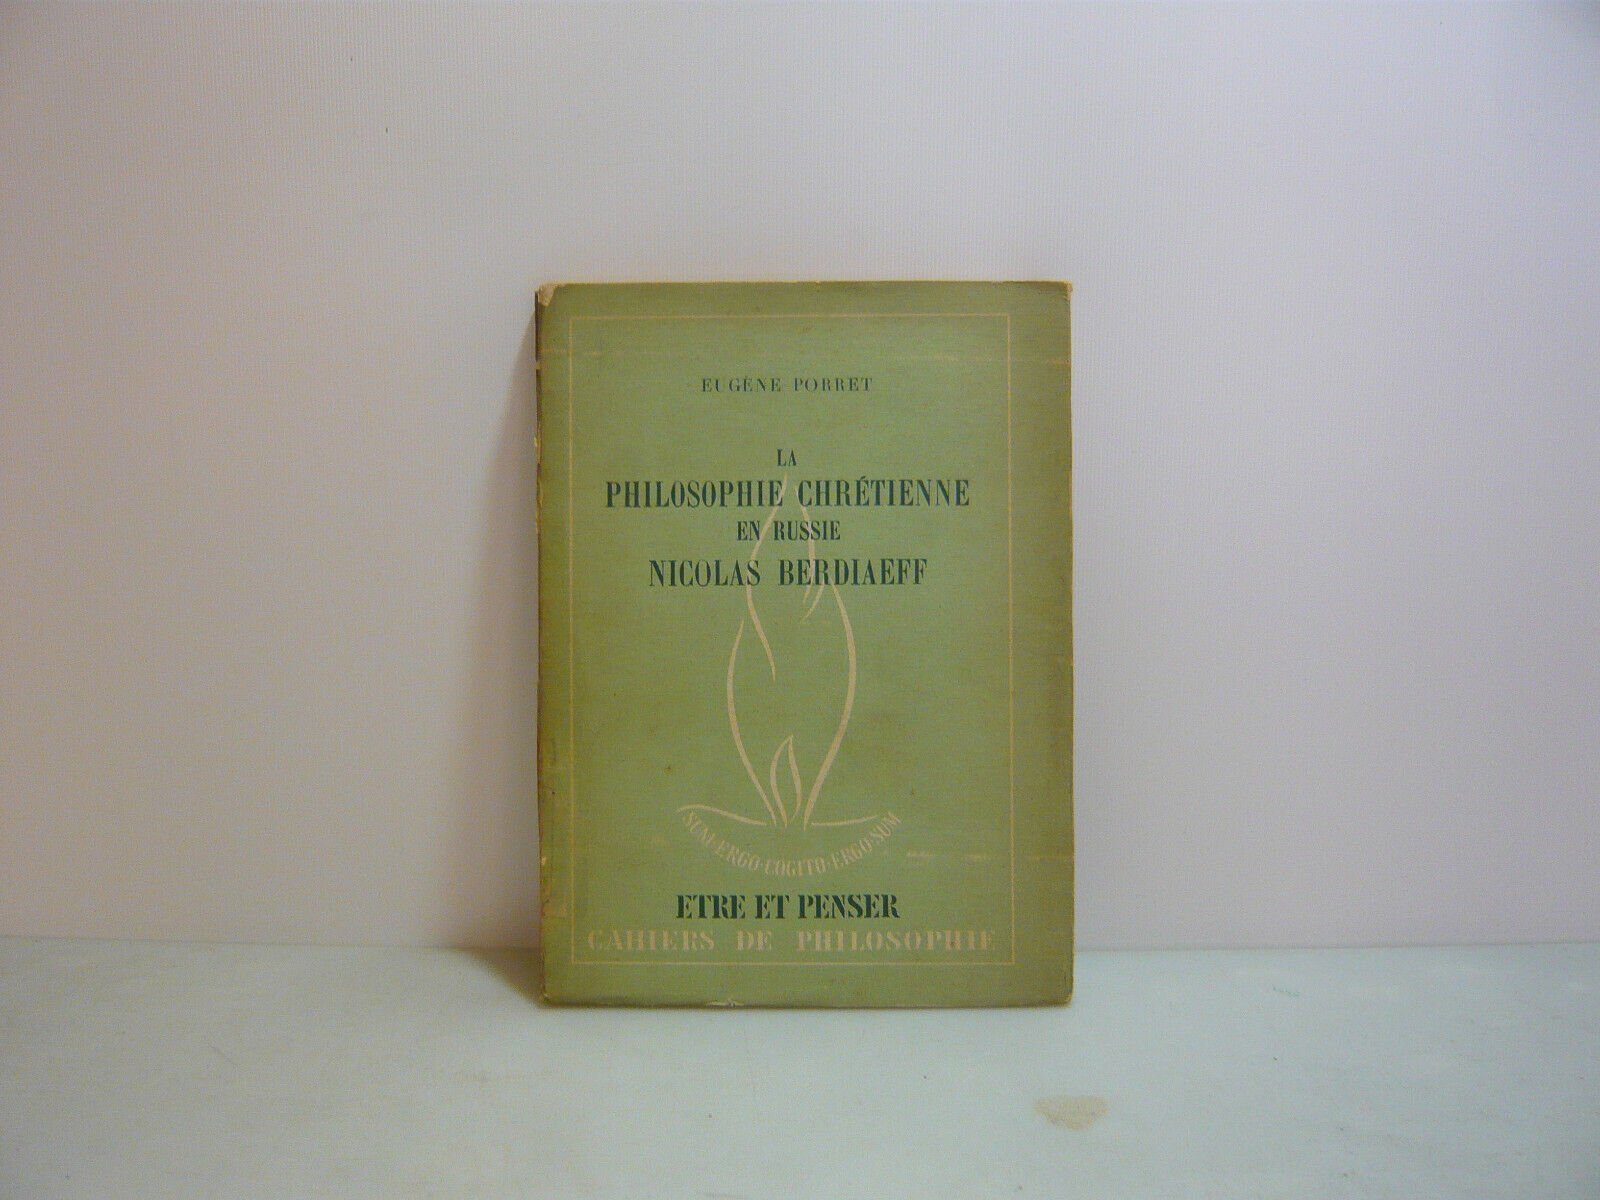 EUGÈNE PORRET
LA
PHILOSOPHIE CHRÉTIENNE
EN RUSSIE
NICOLAS BERDIAEFF
SUM·ERGO·COGITO·ERGO·SUM
ETRE ET PENSER
CAHIERS DE PHILOSOPHIE